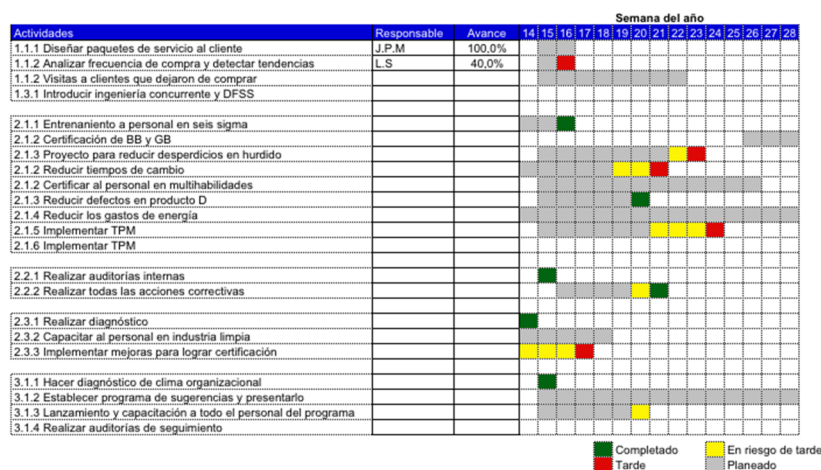 Semana del año
Actividades Responsable Avance 14 15 16 17 18 19 20 21 22 23 24 25 26 27 28
1.1.1 Diseñar paquetes de servicio al cliente J.P.M 100,0%
1.1.2 Analizar frecuencia de compra y detectar tendencias L.S 40,0%
1.1.2 Visitas a clientes que dejaron de comprar
1.3.1 Introducir ingeniería concurrente y DFSS
2.1.1 Entrenaniento a personal en seis sigma
2.1.2 Certificación de BB y GB
2.1.3 Proyecto para reducir desperdicios en hurdido
2.1.2 Reducir tiempos de cambio
2.1.2 Certificar al personal en multihabilidades
2.1.3 Reducir defectos en producto D
2.1.4 Reducir los gastos de energía
2.1.5 Implementar TPM
2.1.6 Implementar TPM
2.2.1 Realizar auditorías internas
2.2.2 Realizar todas las acciones correctivas
2.3.1 Realizar diagnóstico
2.3.2 Capacitar al personal en industria limpia
2.3.3 Implementar mejoras para lograr certificación
3.1.1 Hacer diagnóstico de clima organizacional
3.1.2 Establecer programa de sugerencias y presentarlo
3.1.3 Lanzamiento y capacitación a todo el personal del programa
3.1.4 Realizar auditorías de seguimiento
Completado En riesgo de tarde
Tarde Planeado